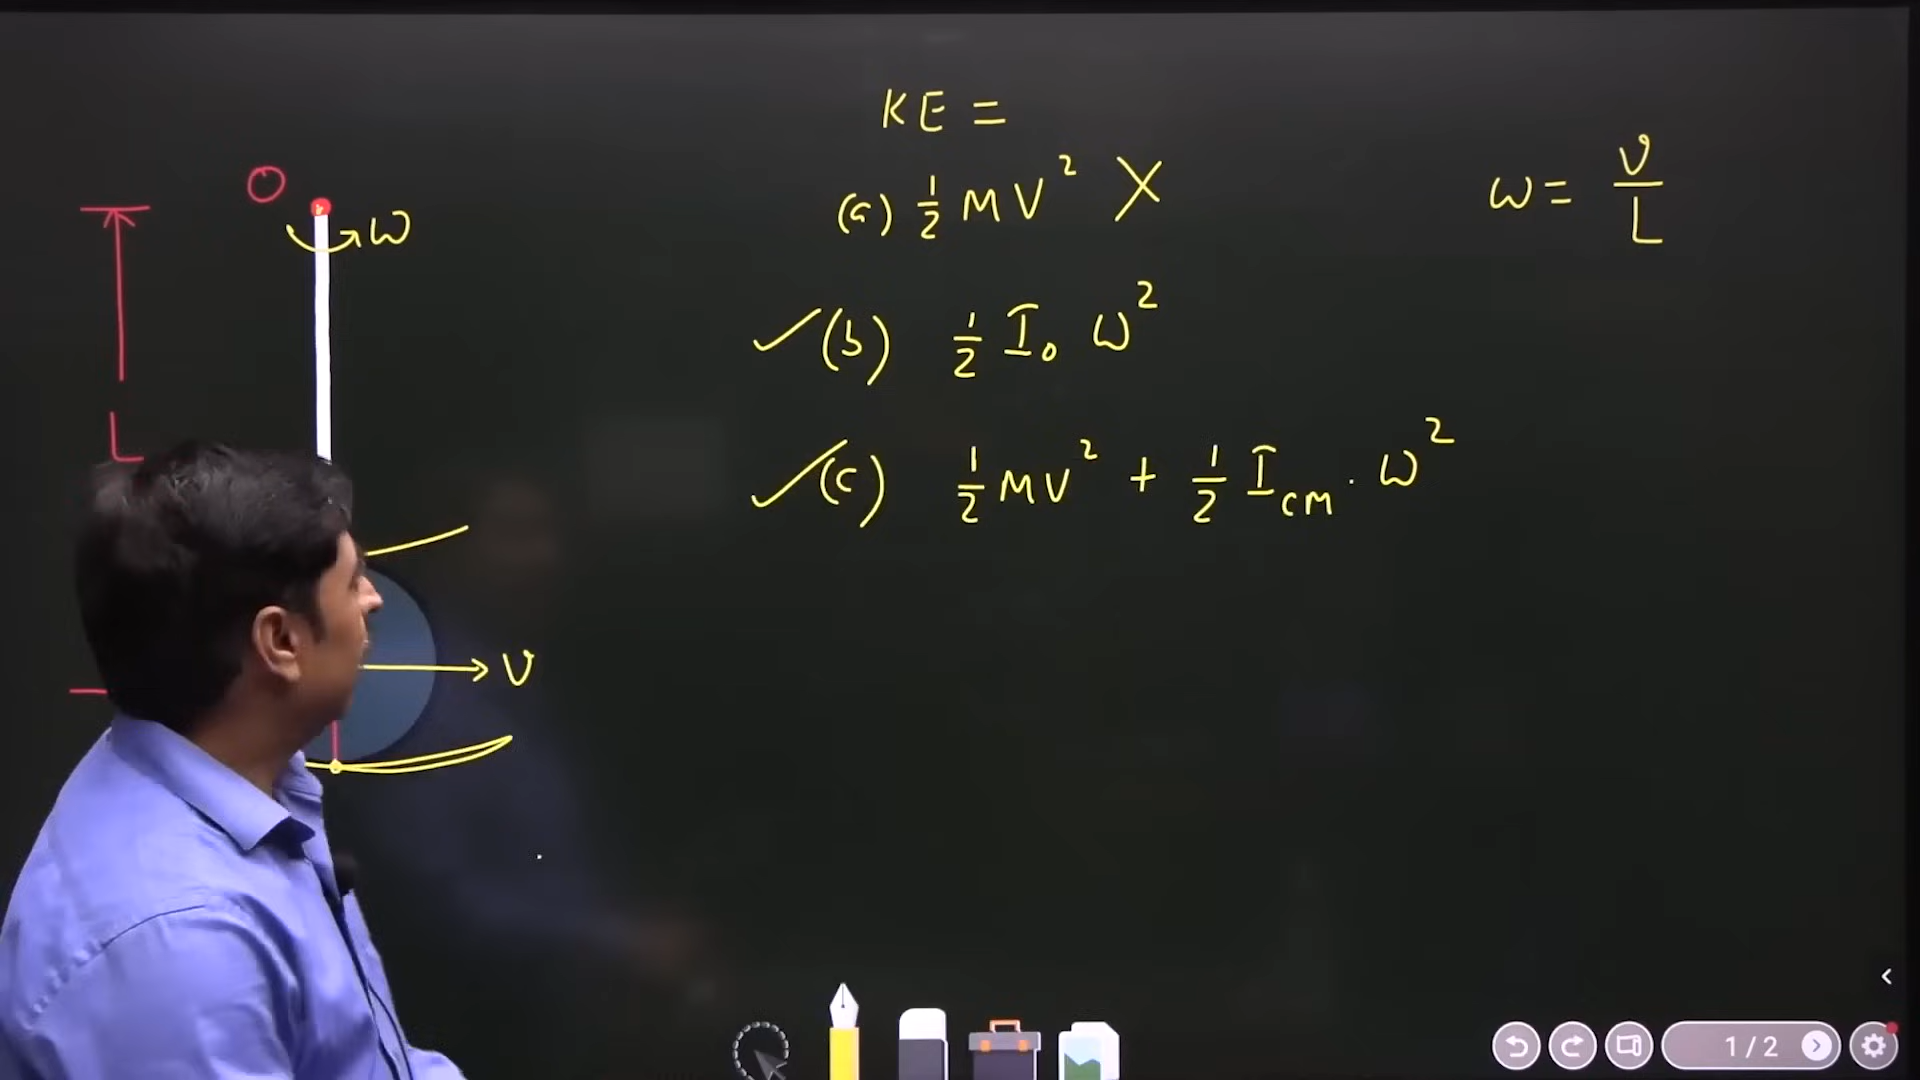 KE =
(a) 1/2 MV² X
ω = v/L
O
ω
✓(b) 1/2 I₀ ω²
L
✓(c) 1/2 MV² + 1/2 I_CM · ω²
v
1/2